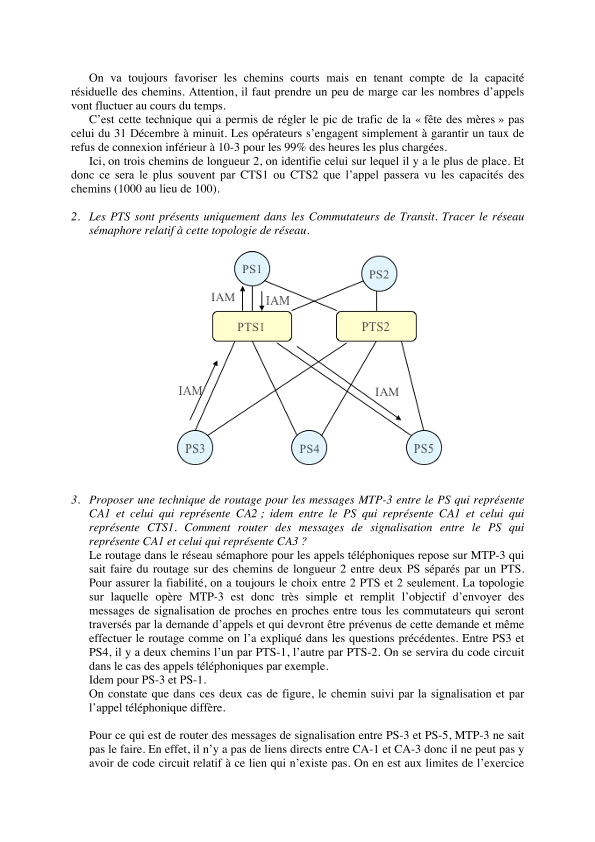 On va toujours favoriser les chemins courts mais en tenant compte de la capacité
résiduelle des chemins. Attention, il faut prendre un peu de marge car les nombres d'appels
vont fluctuer au cours du temps.
C'est cette technique qui a permis de régler le pic de trafic de la « fête des mères » pas
celui du 31 Décembre à minuit. Les opérateurs s'engagent simplement à garantir un taux de
refus de connexion inférieur à 10-3 pour les 99% des heures les plus chargées.
Ici, on trois chemins de longueur 2, on identifie celui sur lequel il y a le plus de place. Et
donc ce sera le plus souvent par CTS1 ou CTS2 que l'appel passera vu les capacités des
chemins (1000 au lieu de 100).
2. Les PTS sont présents uniquement dans les Commutateurs de Transit. Tracer le réseau
sémaphore relatif à cette topologie de réseau.
PS1
PS2
IAM
IAM
PTS1
PTS2
IAM
IAM
PS3
PS4
PS5
3. Proposer une technique de routage pour les messages MTP-3 entre le PS qui représente
CA1 et celui qui représente CA2 ; idem entre le PS qui représente CA1 et celui qui
représente CTS1. Comment router des messages de signalisation entre le PS qui
représente CA1 et celui qui représente CA3 ?
Le routage dans le réseau sémaphore pour les appels téléphoniques repose sur MTP-3 qui
sait faire du routage sur des chemins de longueur 2 entre deux PS séparés par un PTS.
Pour assurer la fiabilité, on a toujours le choix entre 2 PTS et 2 seulement. La topologie
sur laquelle opère MTP-3 est donc très simple et remplit l'objectif d'envoyer des
messages de signalisation de proches en proches entre tous les commutateurs qui seront
traversés par la demande d'appels et qui devront être prévenus de cette demande et même
effectuer le routage comme on l'a expliqué dans les questions précédentes. Entre PS3 et
PS4, il y a deux chemins l'un par PTS-1, l'autre par PTS-2. On se servira du code circuit
dans le cas des appels téléphoniques par exemple.
Idem pour PS-3 et PS-1.
On constate que dans ces deux cas de figure, le chemin suivi par la signalisation et par
l'appel téléphonique diffère.
Pour ce qui est de router des messages de signalisation entre PS-3 et PS-5, MTP-3 ne sait
pas le faire. En effet, il n'y a pas de liens directs entre CA-1 et CA-3 donc il ne peut pas y
avoir de code circuit relatif à ce lien qui n'existe pas. On en est aux limites de l'exercice